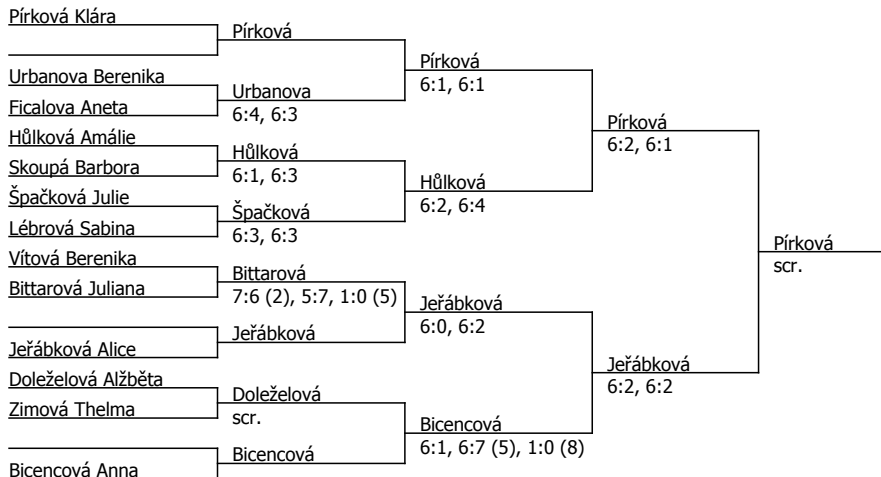 Pírková Klára
Urbanova Berenika
Ficalova Aneta
Hůlková Amálie
Skoupá Barbora
Špačková Julie
Lébrová Sabina
Vítová Berenika
Bittarová Juliana
Jeřábková Alice
Doleželová Alžběta
Zimová Thelma
Bicencová Anna
Pírková
Urbanova
6:4, 6:3
Hůlková
6:1, 6:3
Špačková
6:3, 6:3
Bittarová
7:6 (2), 5:7, 1:0 (5)
Jeřábková
Doleželová
scr.
Bicencová
Pírková
6:1, 6:1
Hůlková
6:2, 6:4
Jeřábková
6:0, 6:2
Bicencová
6:1, 6:7 (5), 1:0 (8)
Pírková
6:2, 6:1
Jeřábková
6:2, 6:2
Pírková
scr.